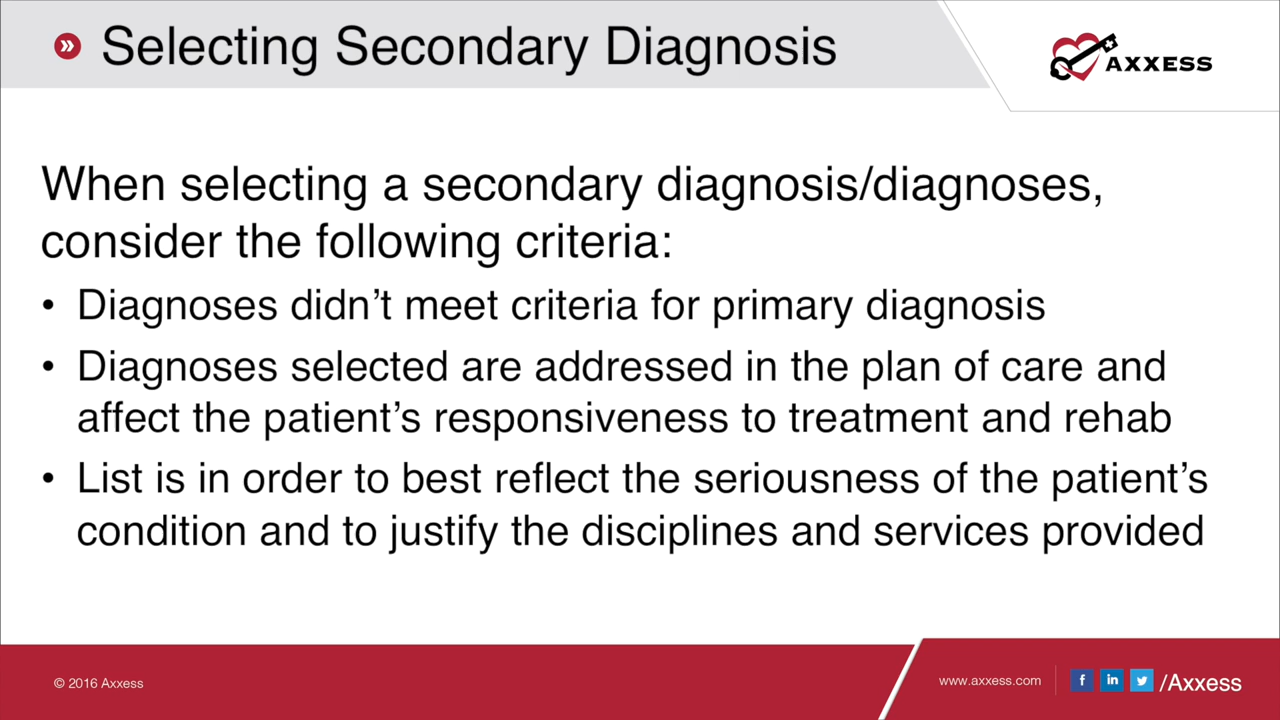 Selecting Secondary Diagnosis
AXXESS
When selecting a secondary diagnosis/diagnoses,
consider the following criteria:
• Diagnoses didn’t meet criteria for primary diagnosis
• Diagnoses selected are addressed in the plan of care and
affect the patient’s responsiveness to treatment and rehab
• List is in order to best reflect the seriousness of the patient’s
condition and to justify the disciplines and services provided
© 2016 Axxess
www.axxess.com
/Axxess